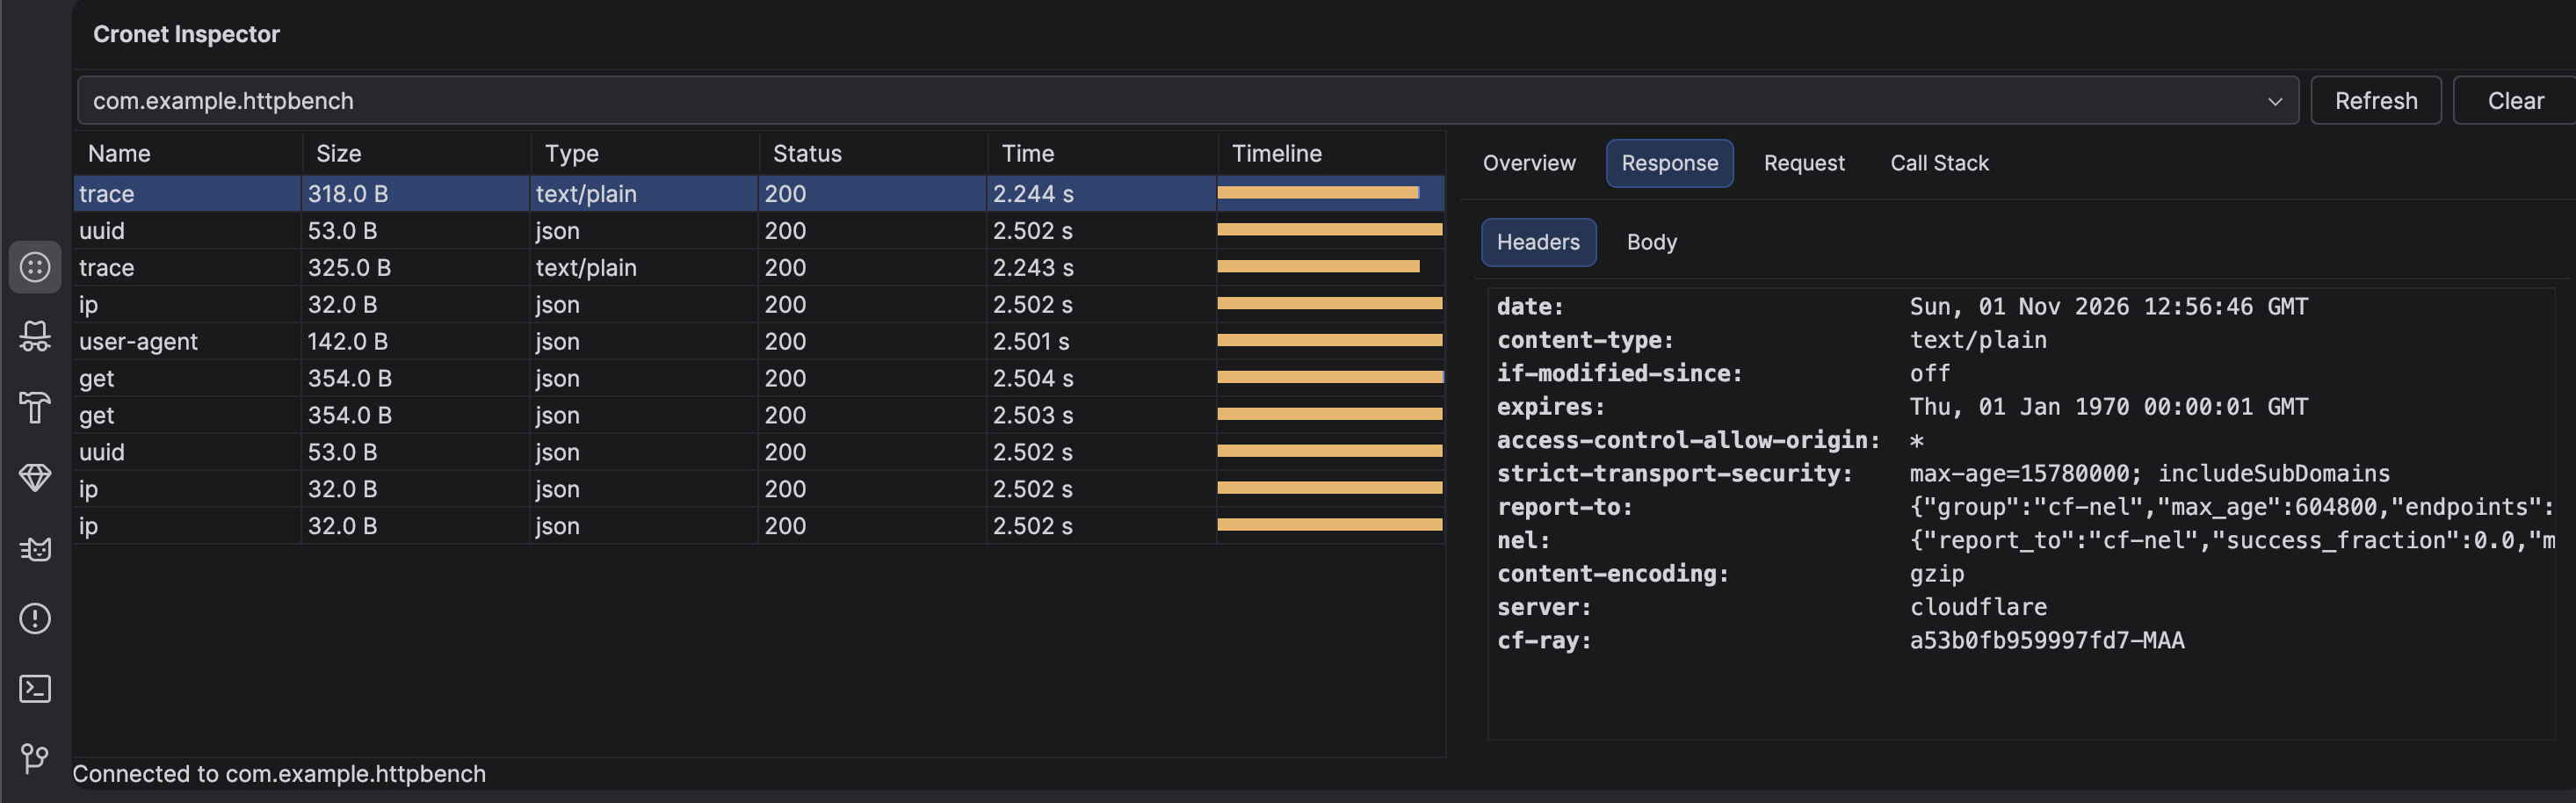 Cronet Inspector
com.example.httpbench Refresh Clear
Name Size Type Status Time Timeline
trace 318.0 B text/plain 200 2.244 s
uuid 53.0 B json 200 2.502 s
trace 325.0 B text/plain 200 2.243 s
ip 32.0 B json 200 2.502 s
user-agent 142.0 B json 200 2.501 s
get 354.0 B json 200 2.504 s
get 354.0 B json 200 2.503 s
uuid 53.0 B json 200 2.502 s
ip 32.0 B json 200 2.502 s
ip 32.0 B json 200 2.502 s
Overview Response Request Call Stack
Headers Body
date: Sun, 01 Nov 2026 12:56:46 GMT
content-type: text/plain
if-modified-since: off
expires: Thu, 01 Jan 1970 00:00:01 GMT
access-control-allow-origin: *
strict-transport-security: max-age=15780000; includeSubDomains
report-to: {"group":"cf-nel","max_age":604800,"endpoints":
nel: {"report_to":"cf-nel","success_fraction":0.0,"m
content-encoding: gzip
server: cloudflare
cf-ray: a53b0fb959997fd7-MAA
Connected to com.example.httpbench